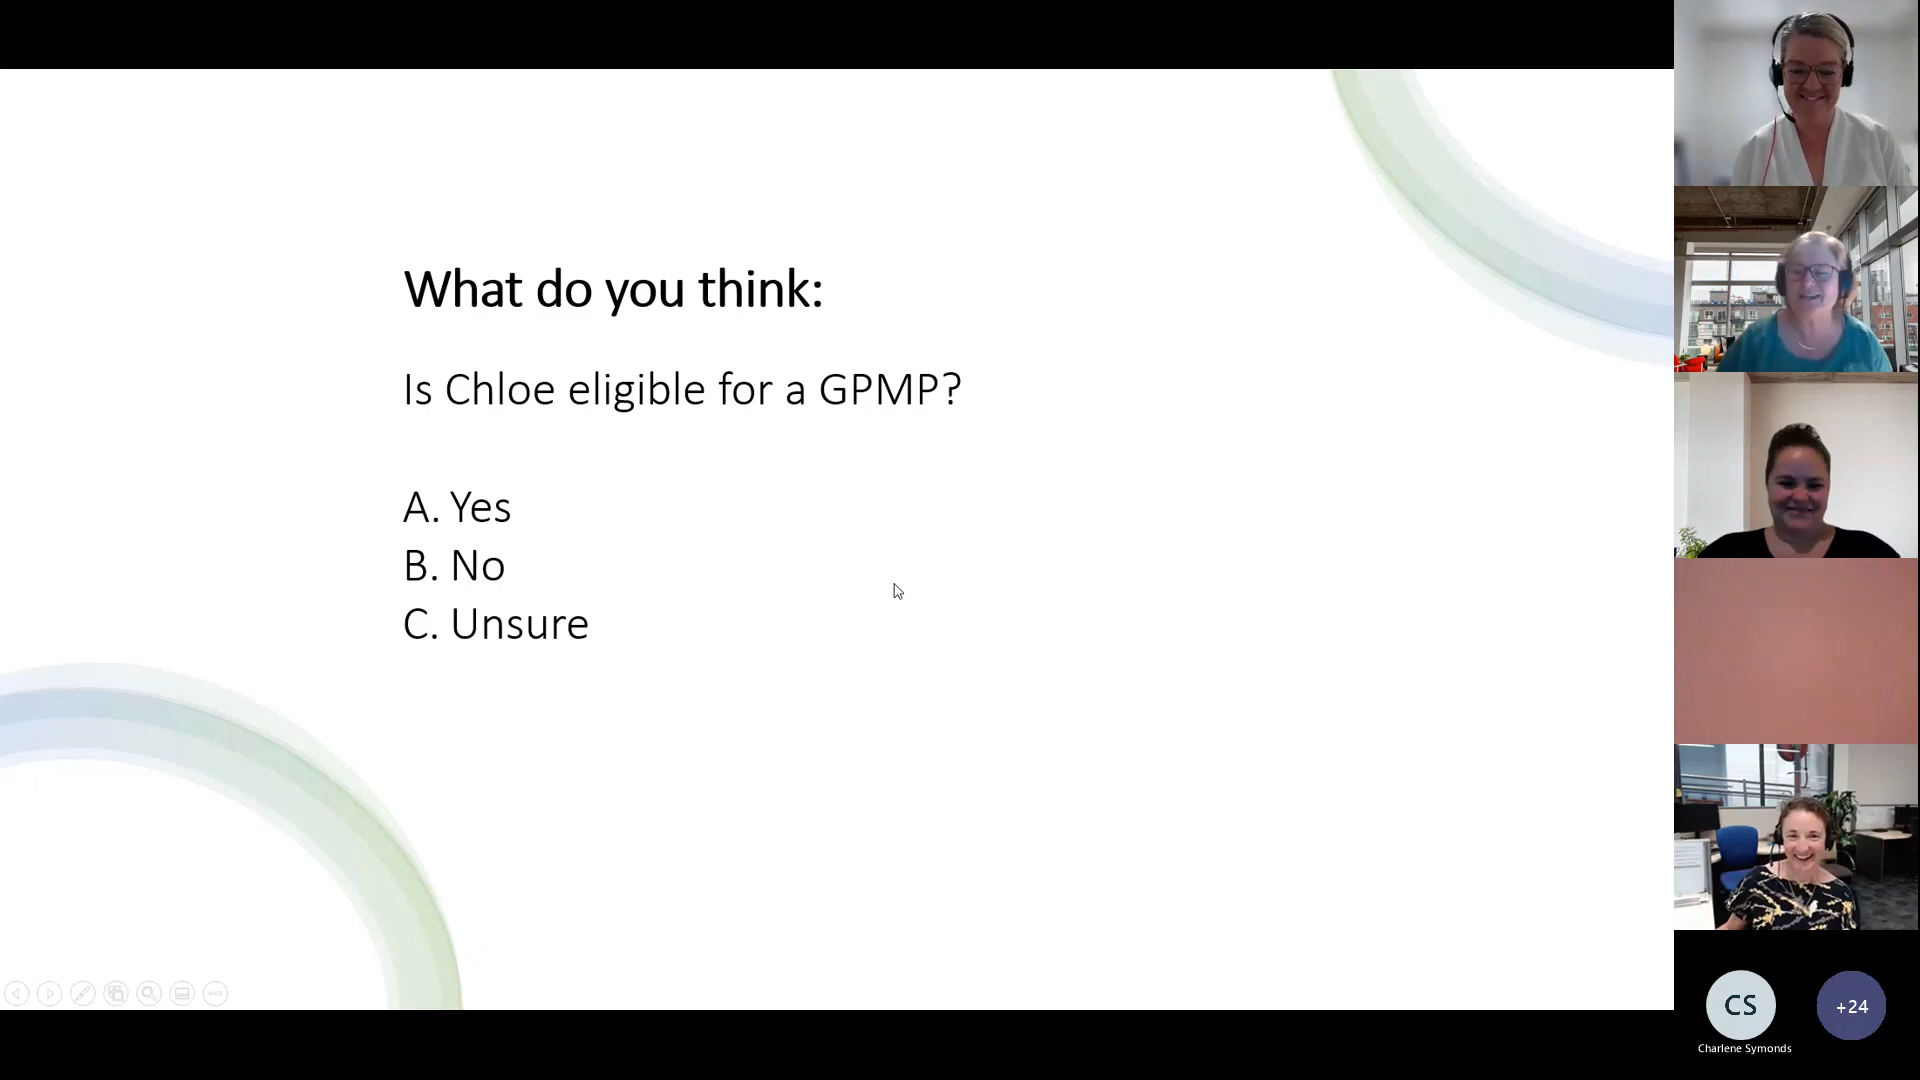 What do you think:
Is Chloe eligible for a GPMP?
A. Yes
B. No
C. Unsure
CS
+24
Charlene Symonds